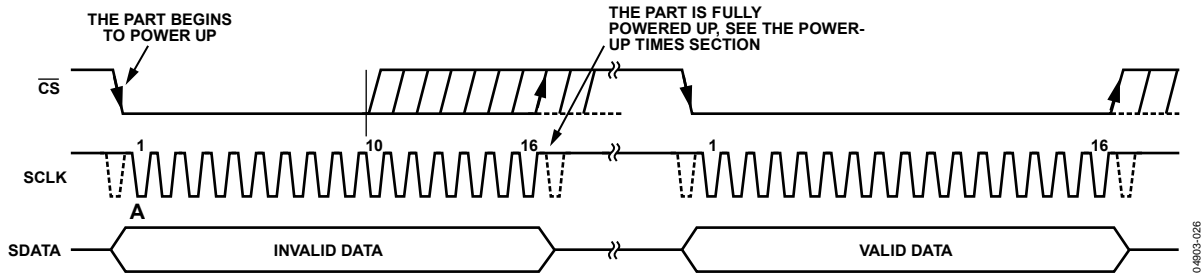 THE PART BEGINS
TO POWER UP
THE PART IS FULLY
POWERED UP, SEE THE POWER-
UP TIMES SECTION
CS
1
10
16
1
16
SCLK
A
SDATA
INVALID DATA
VALID DATA
04903-026